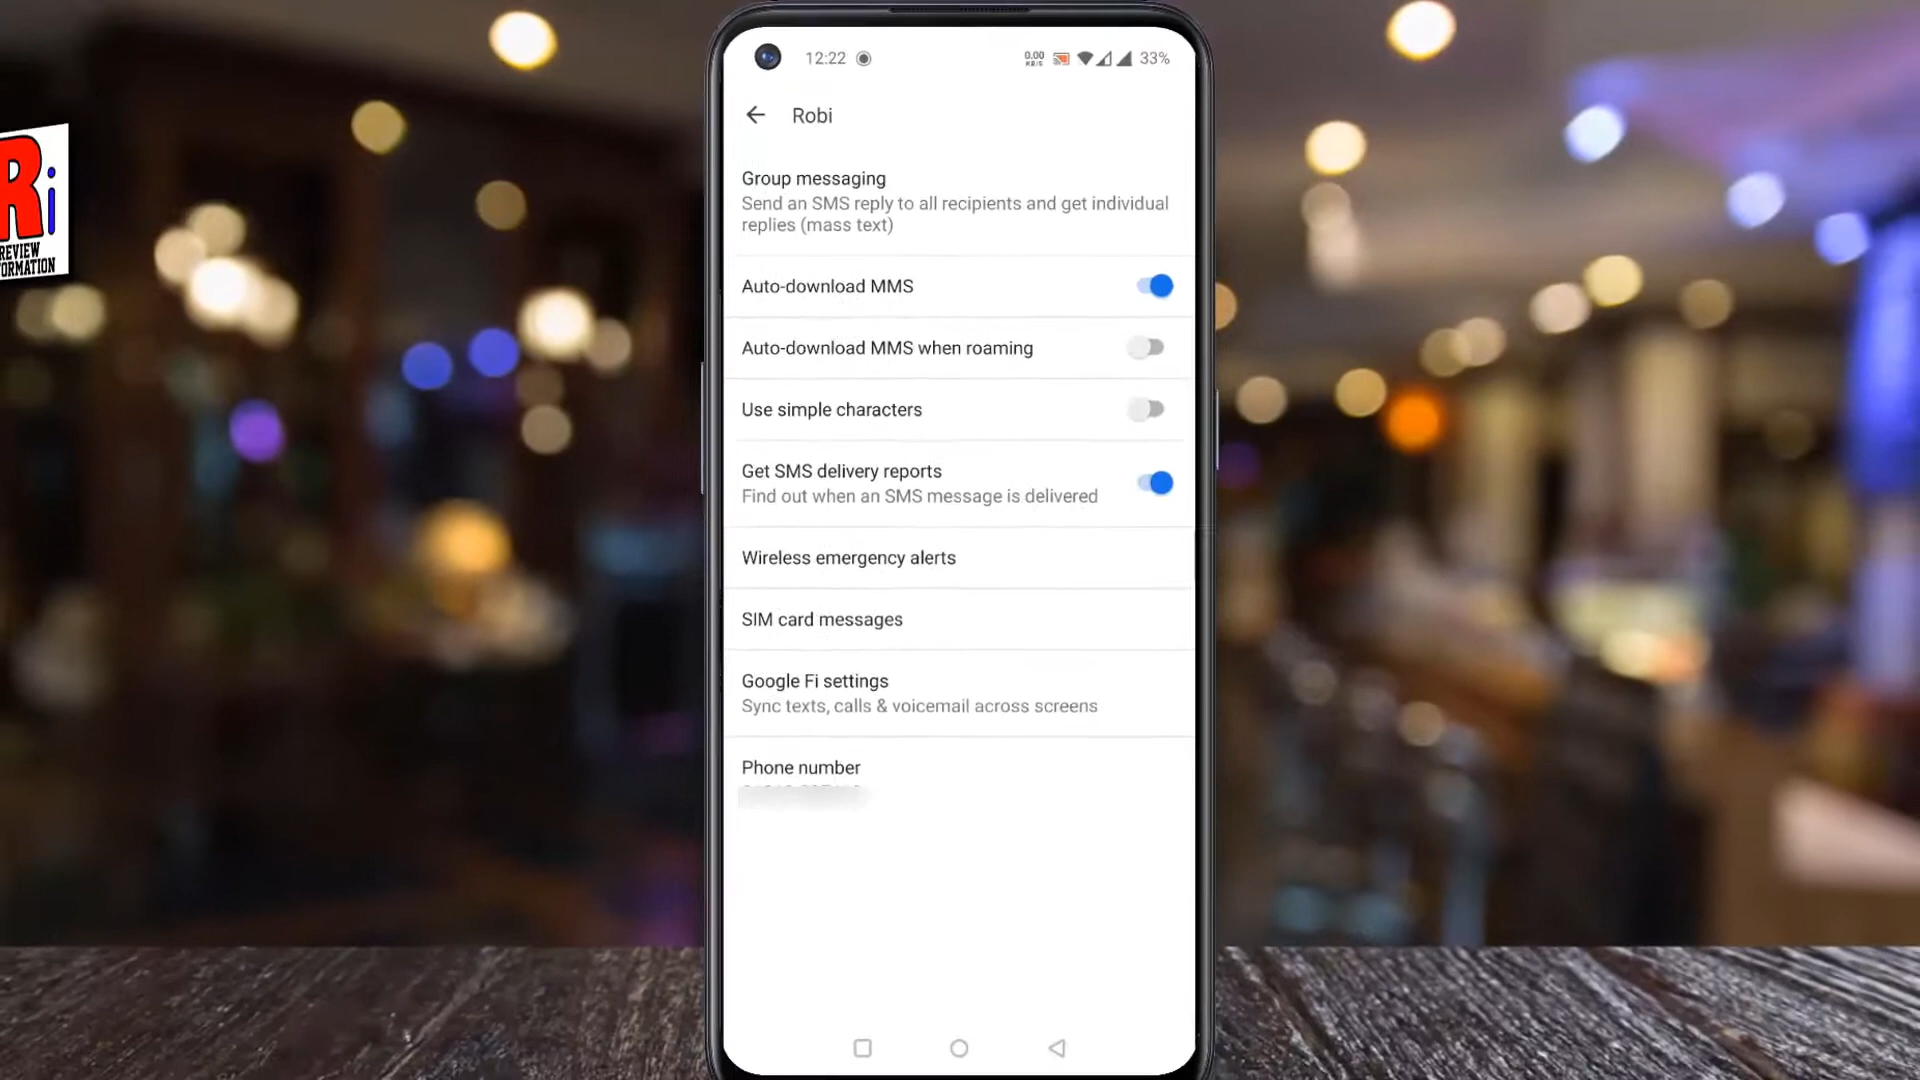 12:22
0.00
KB/S
33%
Robi
Group messaging
Send an SMS reply to all recipients and get individual
replies (mass text)
Auto-download MMS
Auto-download MMS when roaming
Use simple characters
Get SMS delivery reports
Find out when an SMS message is delivered
Wireless emergency alerts
SIM card messages
Google Fi settings
Sync texts, calls & voicemail across screens
Phone number
Ri
REVIEW